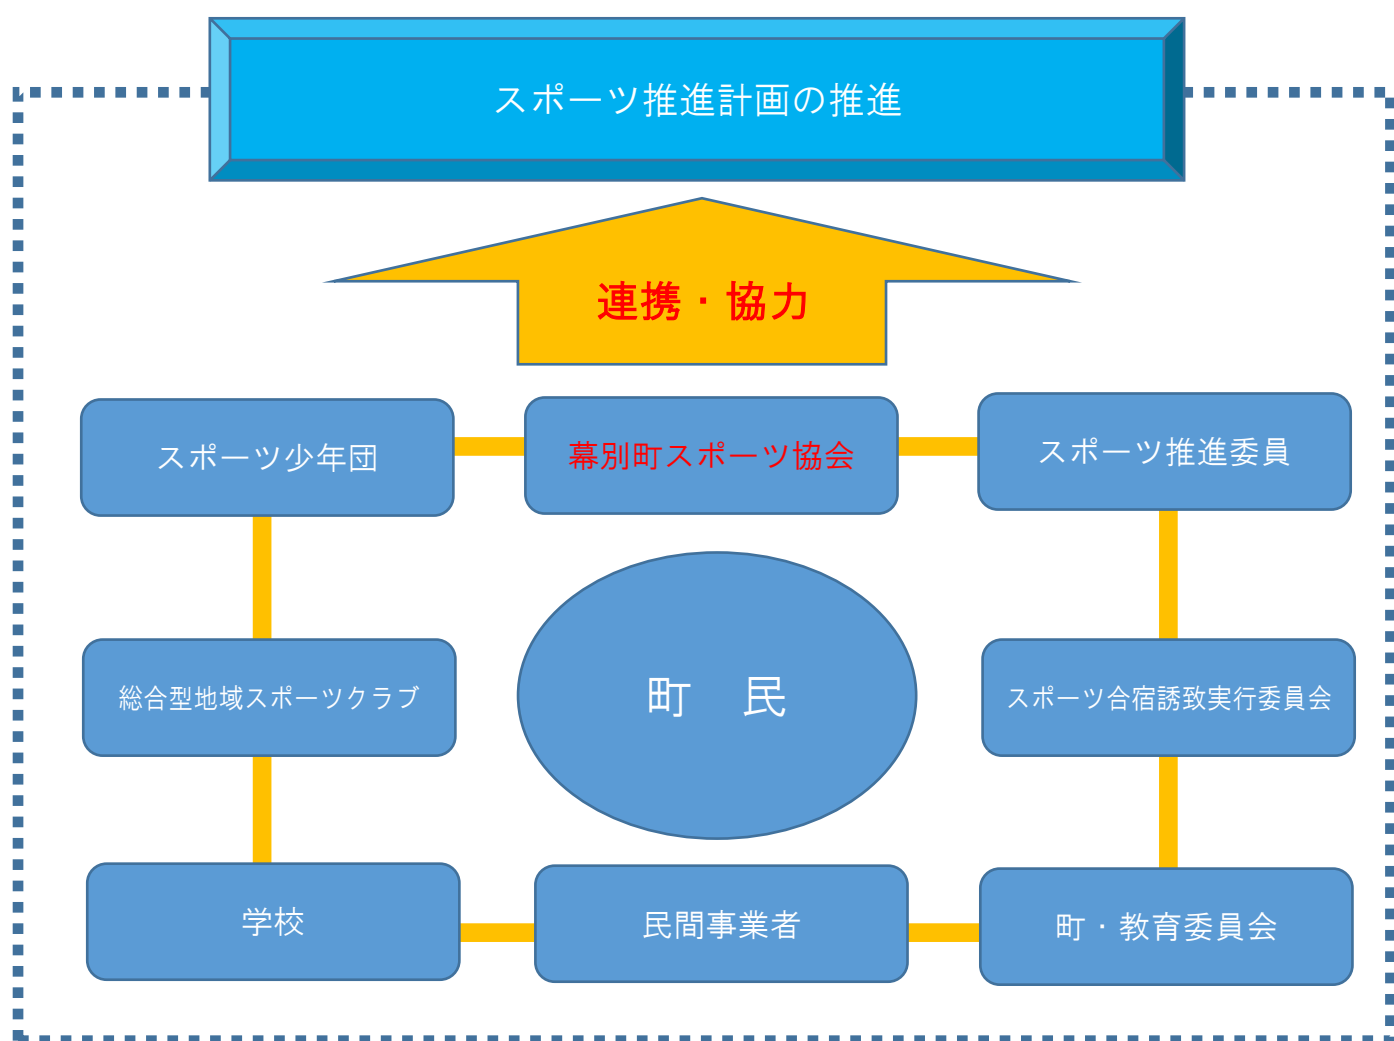 スポーツ推進計画の推進
連携・協力
スポーツ少年団
幕別町スポーツ協会
スポーツ推進委員
総合型地域スポーツクラブ
町　民
スポーツ合宿誘致実行委員会
学校
民間事業者
町・教育委員会